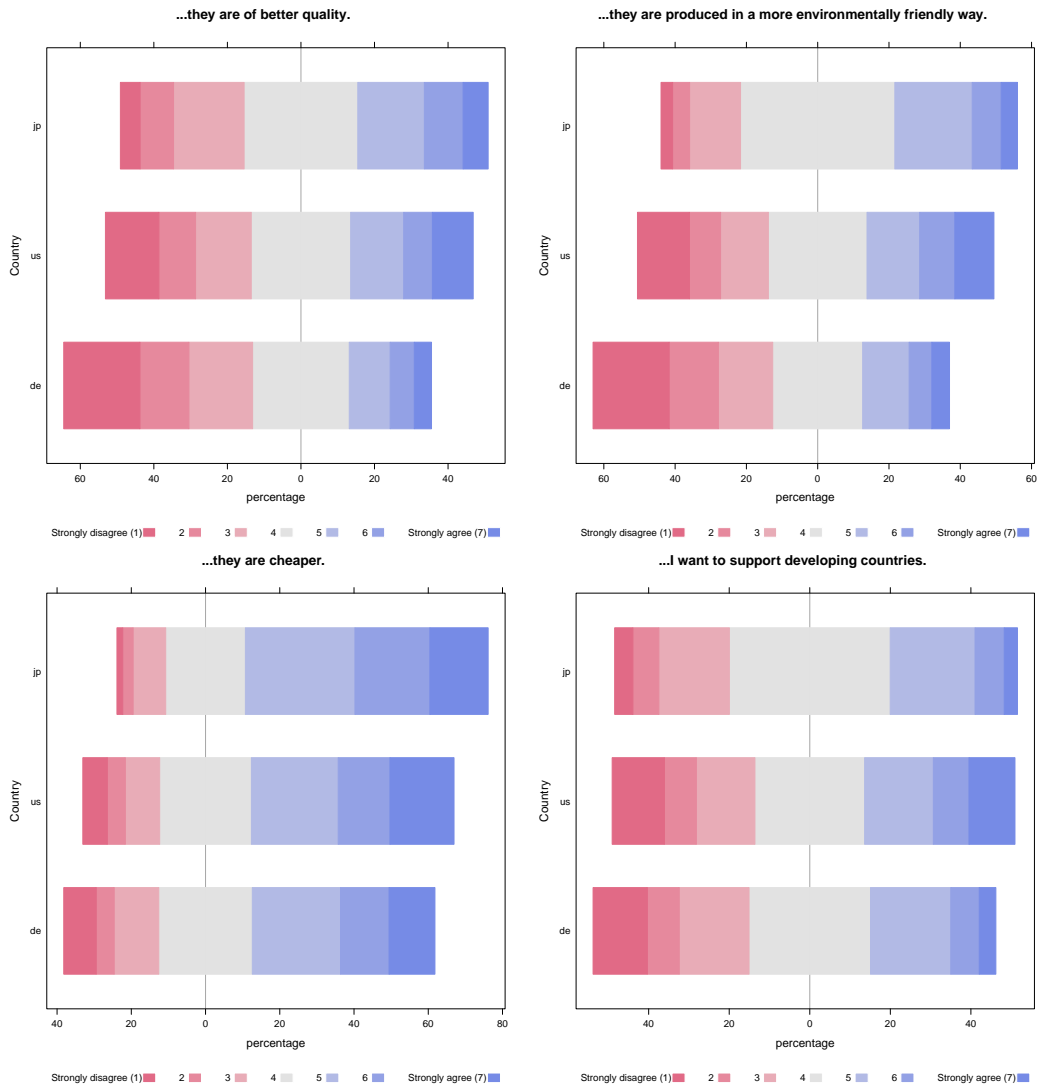 ...they are of better quality.
jp
us
de
Country
60 40 20 0 20 40
percentage
Strongly disagree (1) 2 3 4 5 6 Strongly agree (7)
...they are produced in a more environmentally friendly way.
jp
us
de
Country
60 40 20 0 20 40 60
percentage
Strongly disagree (1) 2 3 4 5 6 Strongly agree (7)
...they are cheaper.
jp
us
de
Country
40 20 0 20 40 60 80
percentage
Strongly disagree (1) 2 3 4 5 6 Strongly agree (7)
...I want to support developing countries.
jp
us
de
Country
40 20 0 20 40
percentage
Strongly disagree (1) 2 3 4 5 6 Strongly agree (7)